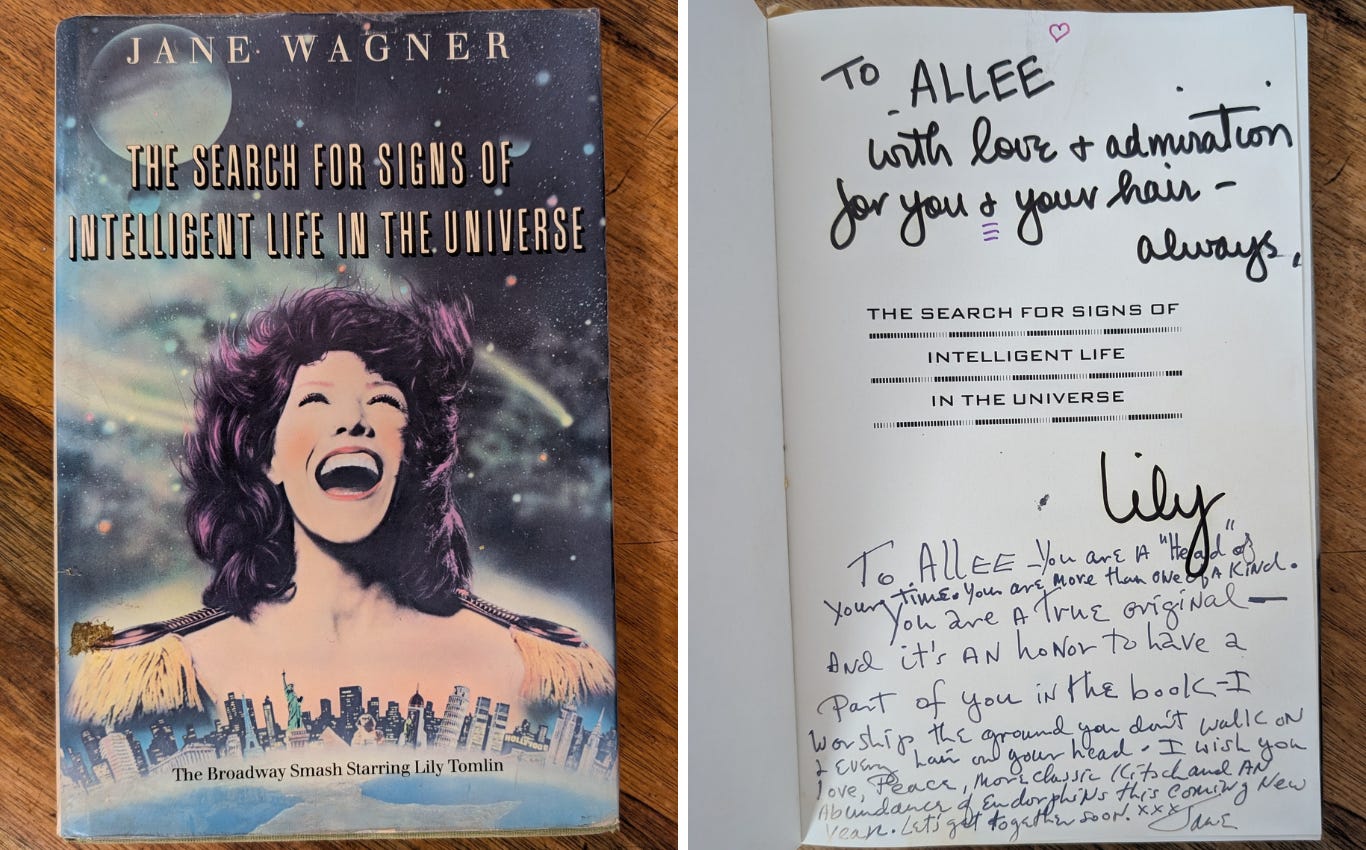 JANE WAGNER
THE SEARCH FOR SIGNS OF
INTELLIGENT LIFE IN THE UNIVERSE
HOLLYWOOD
The Broadway Smash Starring Lily Tomlin
TO ALLEE
with love & admiration
for you & your hair -
always,
THE SEARCH FOR SIGNS OF
INTELLIGENT LIFE
IN THE UNIVERSE
Lily
To ALLEE - You are A "Head of"
your time. You are more than one of A Kind.
You are A True original -
And it's AN honor to have a
Part of you in the book - I
worship the ground you don't walk on
& Every hair on your head - I wish you
love, Peace, more classic Kitsch and AN
Abundance of Endorphins this coming New
Year. Let's get together soon. xxx Jane